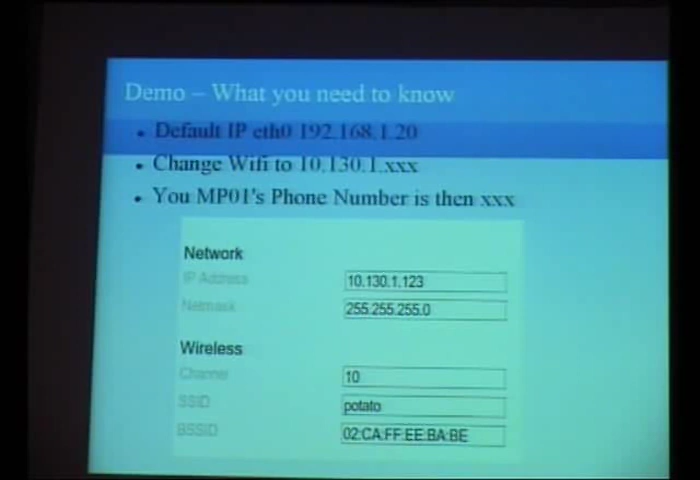 Demo – What you need to know
• Default IP eth0 192.168.1.20
• Change Wifi to 10.130.1.xxx
• You MP01's Phone Number is then xxx
Network
IP Address 10.130.1.123
Netmask 255.255.255.0
Wireless
Channel 10
SSID potato
BSSID 02:CA:FF:EE:BA:BE